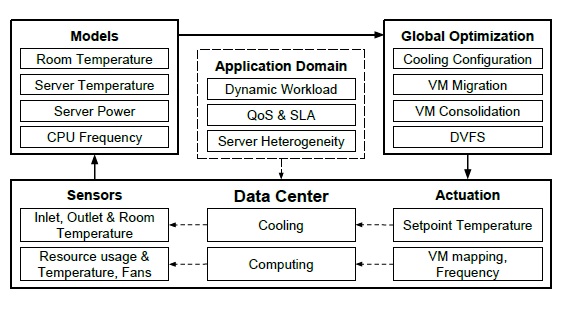 Models
Room Temperature
Server Temperature
Server Power
CPU Frequency
Application Domain
Dynamic Workload
QoS & SLA
Server Heterogeneity
Global Optimization
Cooling Configuration
VM Migration
VM Consolidation
DVFS
Sensors
Inlet, Outlet & Room
Temperature
Resource usage &
Temperature, Fans
Data Center
Cooling
Computing
Actuation
Setpoint Temperature
VM mapping,
Frequency